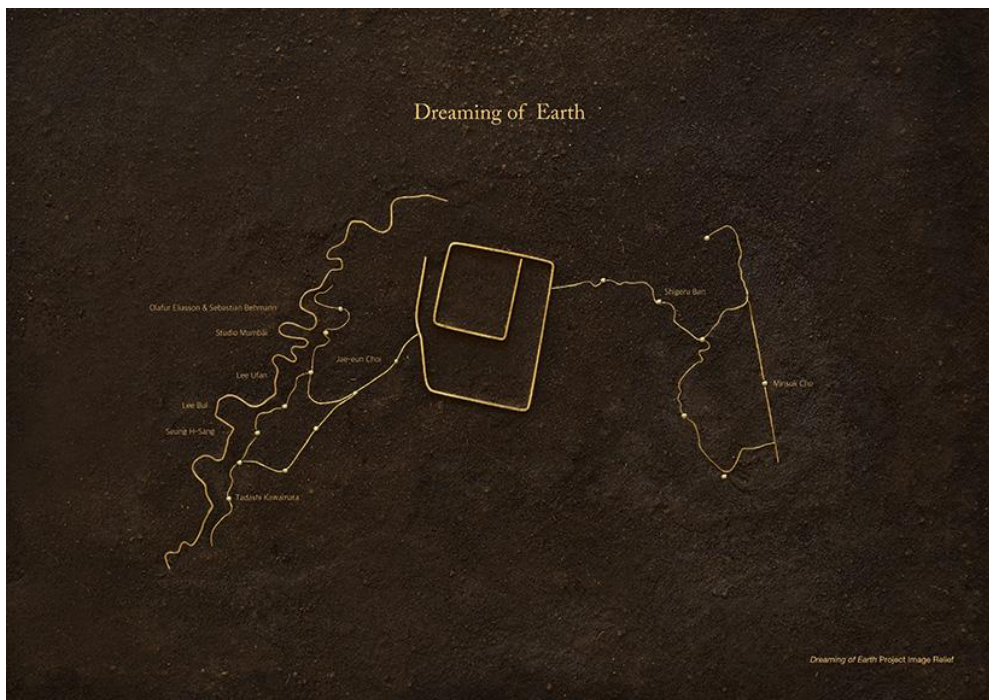 Dreaming of Earth
Olafur Eliasson & Sebastian Behmann
Shigeru Ban
Studio Mumbai
Jae-eun Choi
Lee Ufan
Minsuk Cho
Lee Bul
Seung H-Sang
Tadashi Kawamata
Dreaming of Earth Project Image Relief